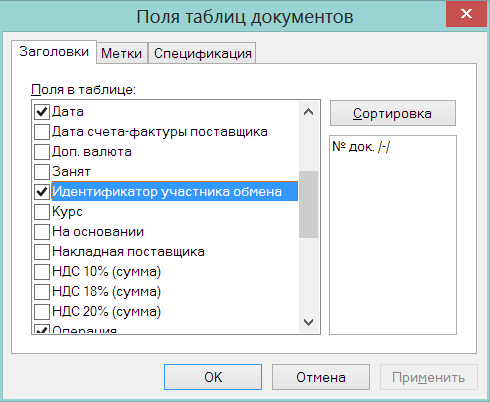 Поля таблиц документов
Заголовки Метки Спецификация
Поля в таблице:
Дата
Дата счета-фактуры поставщика
Доп. валюта
Занят
Идентификатор участника обмена
Курс
На основании
Накладная поставщика
НДС 10% (сумма)
НДС 18% (сумма)
НДС 20% (сумма)
Операция
Сортировка
№ док. /-/
OK Отмена Применить